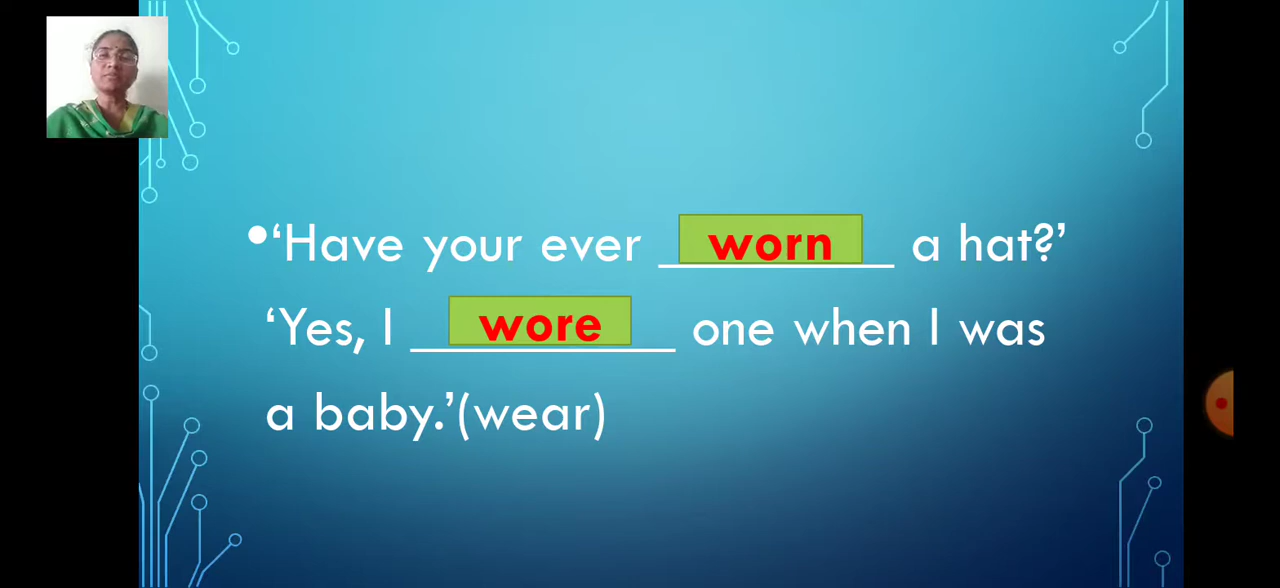 •‘Have your ever worn a hat?’
‘Yes, I wore one when I was
a baby.’(wear)